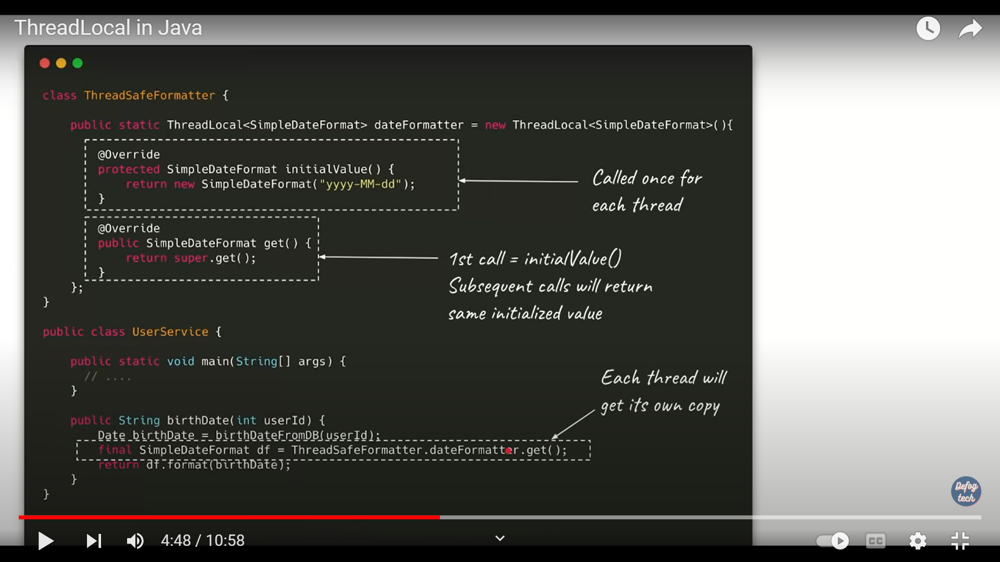 ThreadLocal in Java
class ThreadSafeFormatter {
public static ThreadLocal<SimpleDateFormat> dateFormatter = new ThreadLocal<SimpleDateFormat>(){
@Override
protected SimpleDateFormat initialValue() {
return new SimpleDateFormat("yyyy-MM-dd");
}
Called once for
each thread
@Override
public SimpleDateFormat get() {
return super.get();
}
1st call = initialValue()
Subsequent calls will return
same initialized value
};
}
public class UserService {
public static void main(String[] args) {
// ....
}
Each thread will
get its own copy
public String birthDate(int userId) {
Date birthDate = birthDateFromDB(userId);
final SimpleDateFormat df = ThreadSafeFormatter.dateFormatter.get();
return df.format(birthDate);
}
}
Defog
tech
4:48 / 10:58
CC